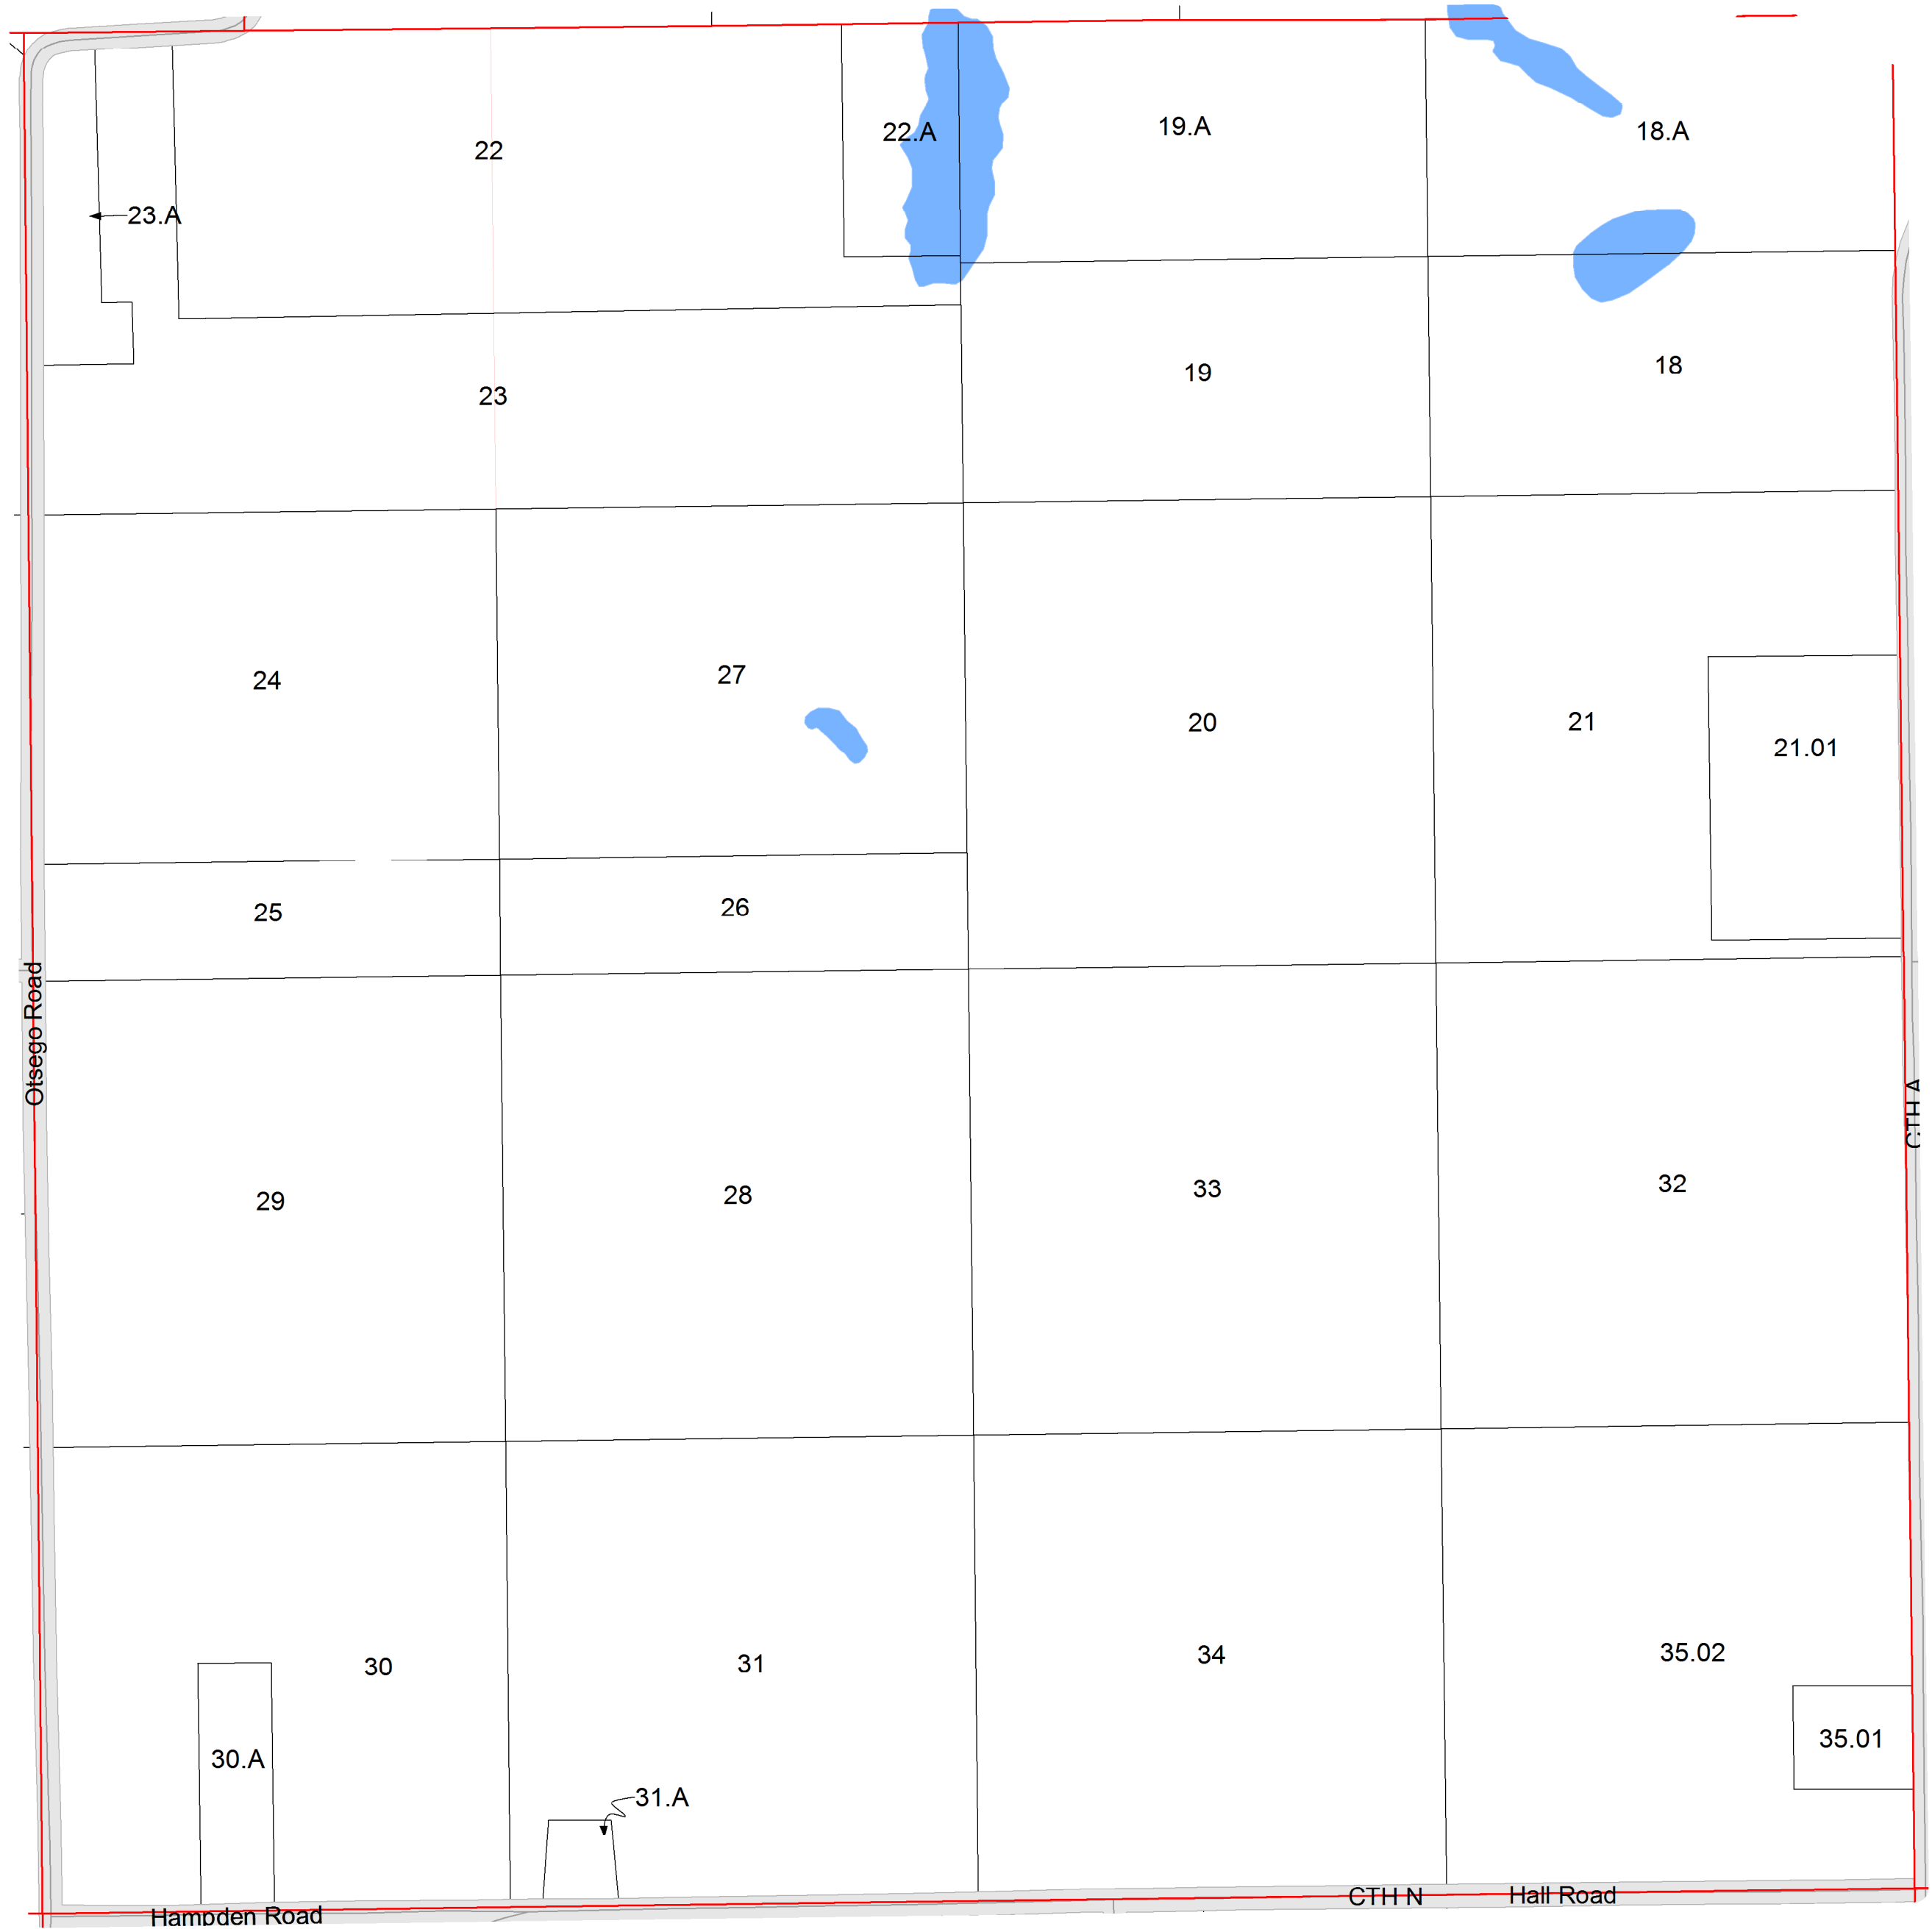 22
22.A
19.A
18.A
23.A
23
19
18
24
27
20
21
21.01
25
26
Otsego Road
CTH A
29
28
33
32
30
31
34
35.02
30.A
31.A
35.01
Hampden Road
CTH N
Hall Road